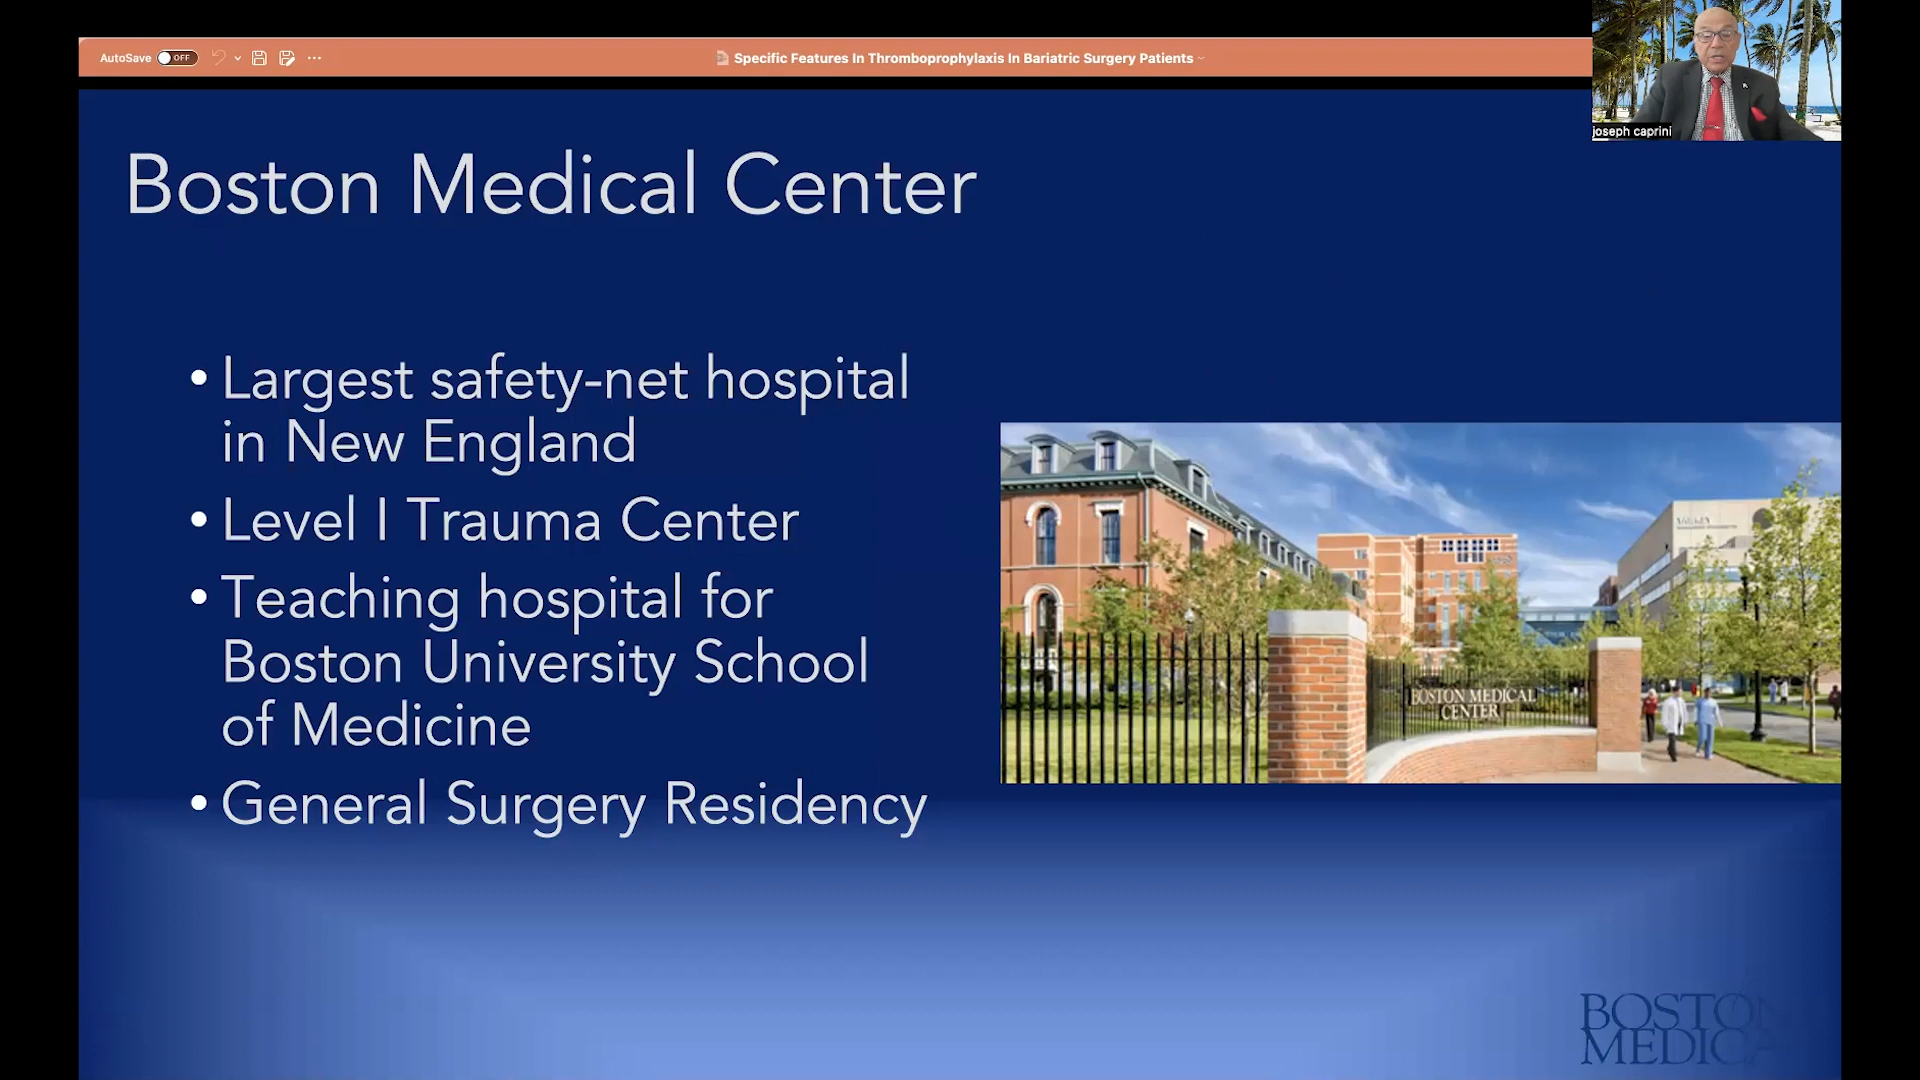 AutoSave OFF
Specific Features In Thromboprophylaxis In Bariatric Surgery Patients
joseph caprini
Boston Medical Center
• Largest safety-net hospital
in New England
• Level I Trauma Center
• Teaching hospital for
Boston University School
of Medicine
• General Surgery Residency
BOSTON MEDICAL
CENTER
BOSTON
MEDICA